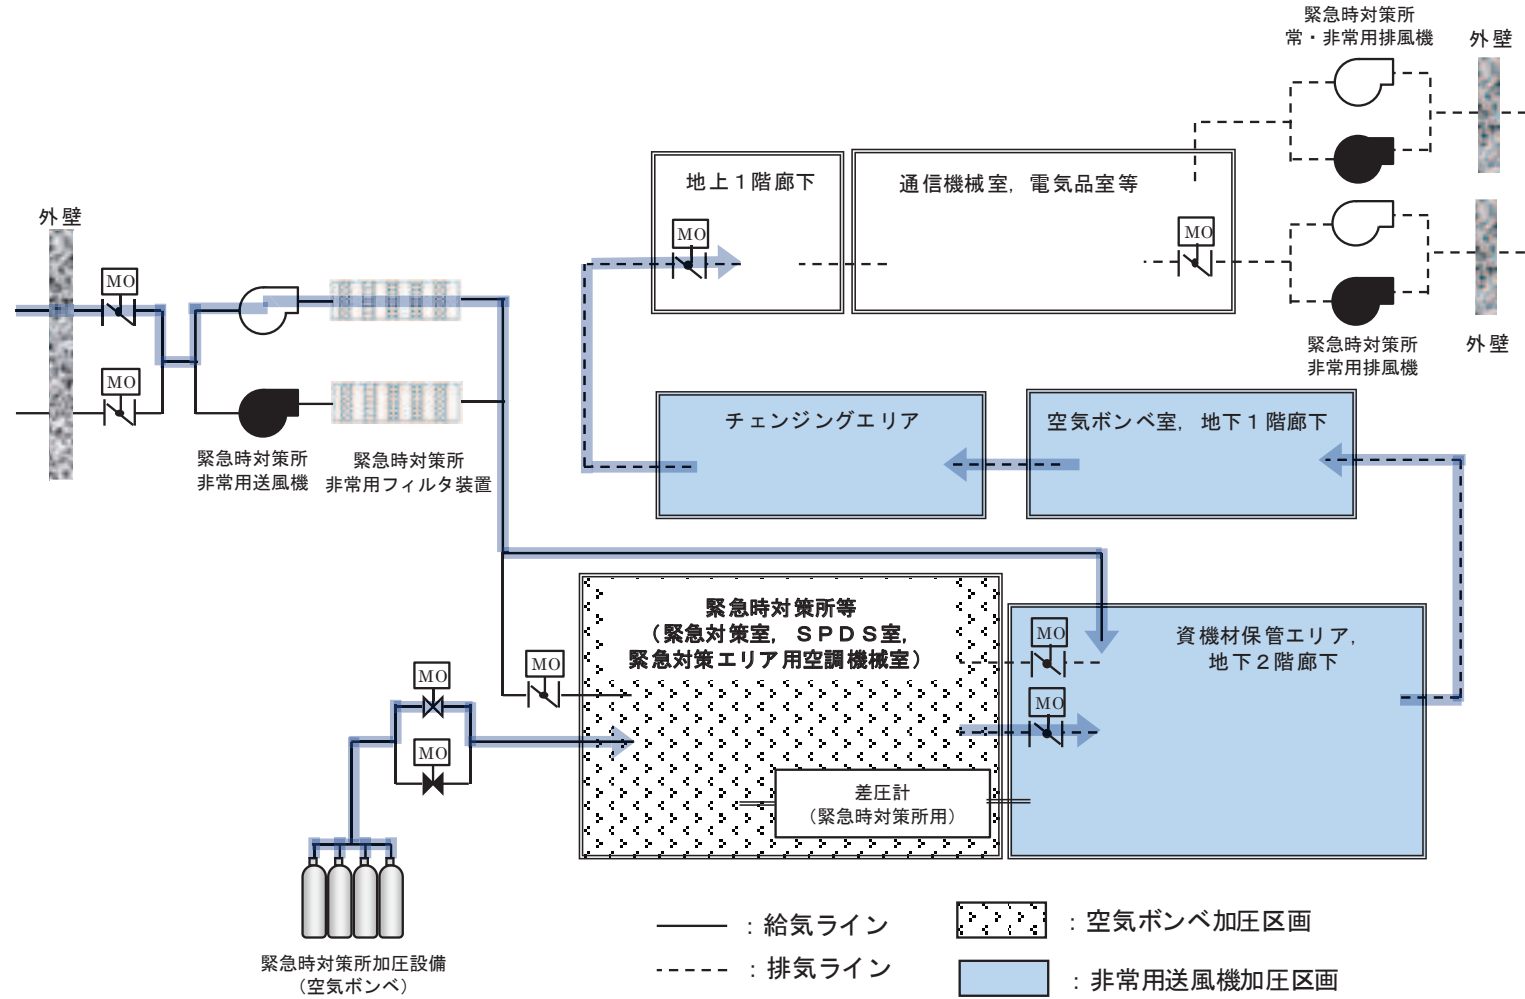 緊急時対策所
常・非常用排風機
外壁
地上１階廊下
通信機械室，電気品室等
MO
MO
外壁
MO
MO
緊急時対策所
非常用送風機
緊急時対策所
非常用フィルタ装置
緊急時対策所
非常用排風機
外壁
チェンジングエリア
空気ボンベ室，地下１階廊下
緊急時対策所等
（緊急対策室，ＳＰＤＳ室，
緊急対策エリア用空調機械室）
MO
資機材保管エリア，
地下２階廊下
MO
MO
MO
MO
差圧計
（緊急時対策所用）
緊急時対策所加圧設備
（空気ボンベ）
：給気ライン
：排気ライン
：空気ボンベ加圧区画
：非常用送風機加圧区画